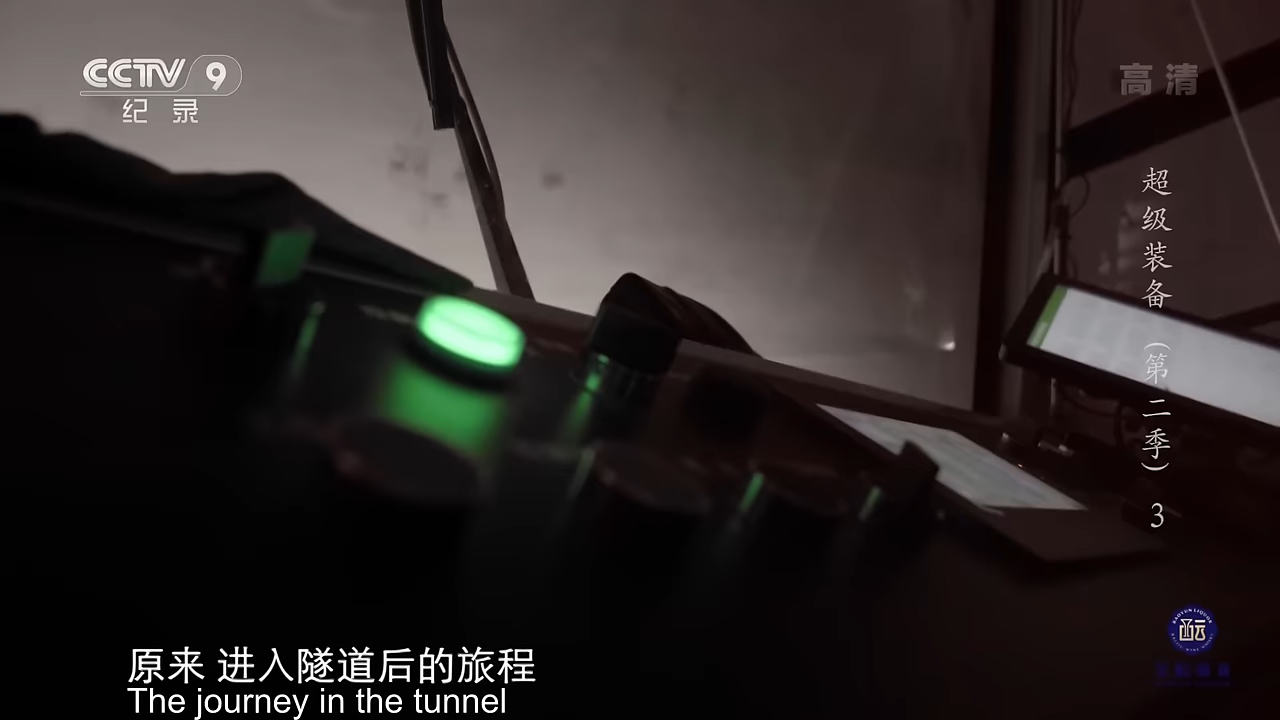 CCTV 9
纪录
高清
超级装备（第二季） 3
原来 进入隧道后的旅程
The journey in the tunnel